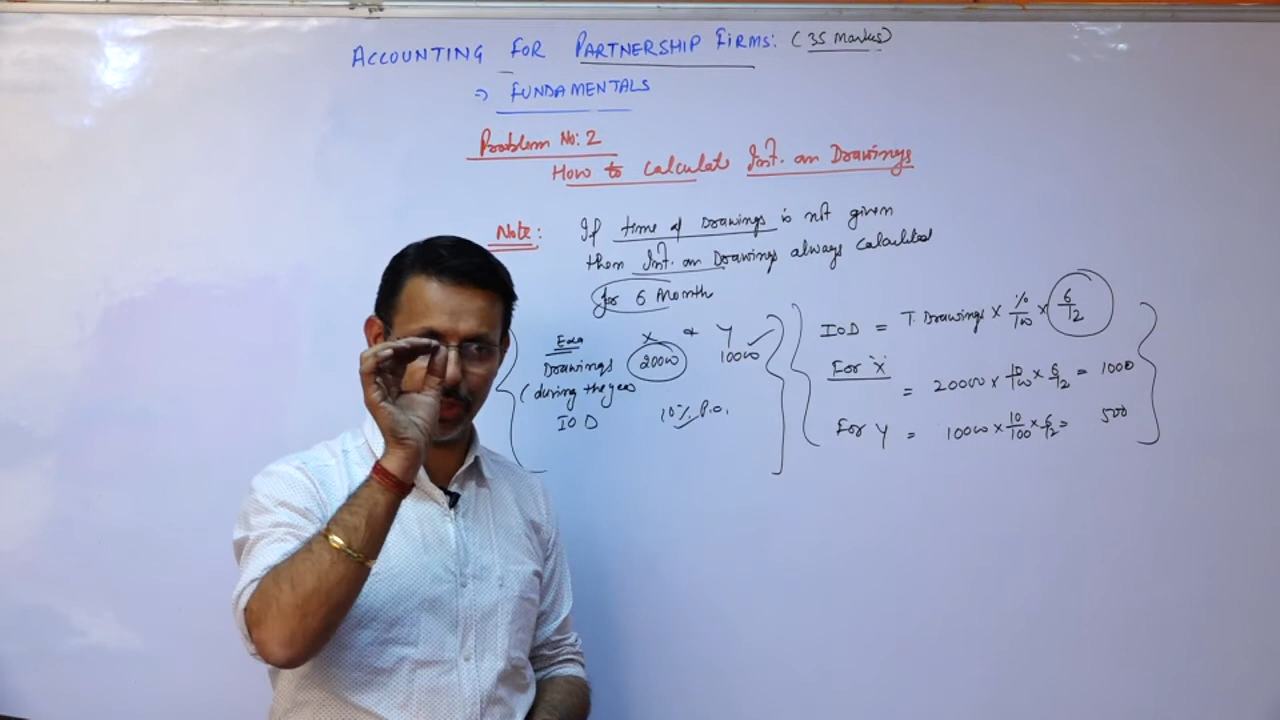 ACCOUNTING FOR PARTNERSHIP FIRMS: (35 Marks)
⇒ FUNDAMENTALS
Problem No: 2
How to Calculate Int. on Drawings
Note: If time of Drawings is not given
then Int. on Drawings always calculated
for 6 Month
X & Y
Drawings 20000 10000
(during the year
IOD 10% P.a.
IOD = T. Drawings × %/100 × 6/12
For 'X'
= 20000 × 10/100 × 6/12 = 1000
For Y = 10000 × 10/100 × 6/12 = 500